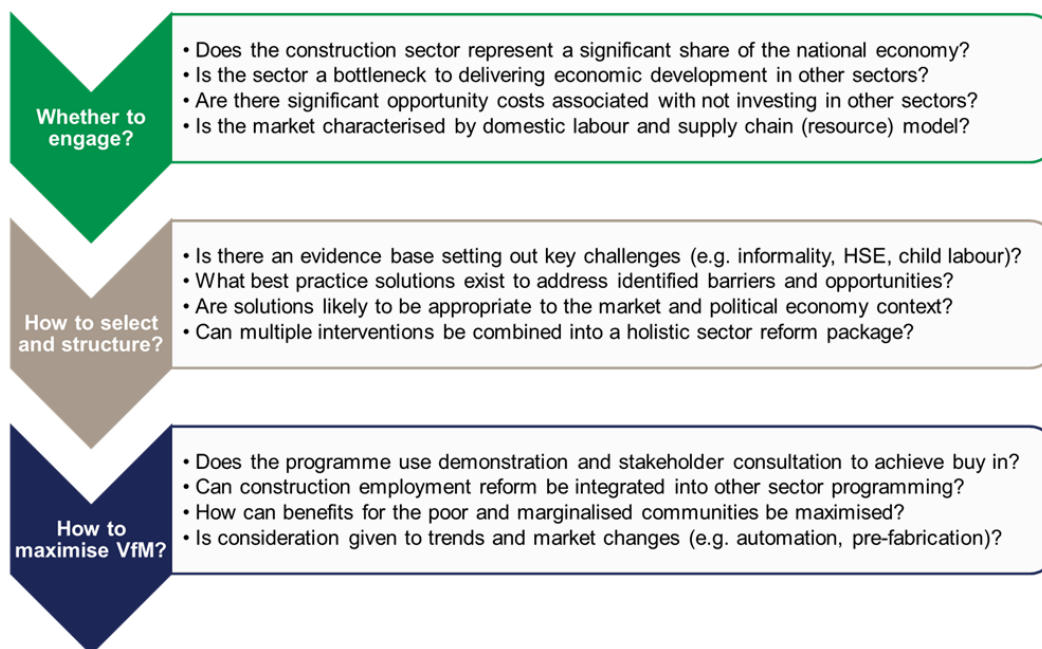 Whether to
engage?
• Does the construction sector represent a significant share of the national economy?
• Is the sector a bottleneck to delivering economic development in other sectors?
• Are there significant opportunity costs associated with not investing in other sectors?
• Is the market characterised by domestic labour and supply chain (resource) model?
How to select
and structure?
• Is there an evidence base setting out key challenges (e.g. informality, HSE, child labour)?
• What best practice solutions exist to address identified barriers and opportunities?
• Are solutions likely to be appropriate to the market and political economy context?
• Can multiple interventions be combined into a holistic sector reform package?
How to
maximise VfM?
• Does the programme use demonstration and stakeholder consultation to achieve buy in?
• Can construction employment reform be integrated into other sector programming?
• How can benefits for the poor and marginalised communities be maximised?
• Is consideration given to trends and market changes (e.g. automation, pre-fabrication)?